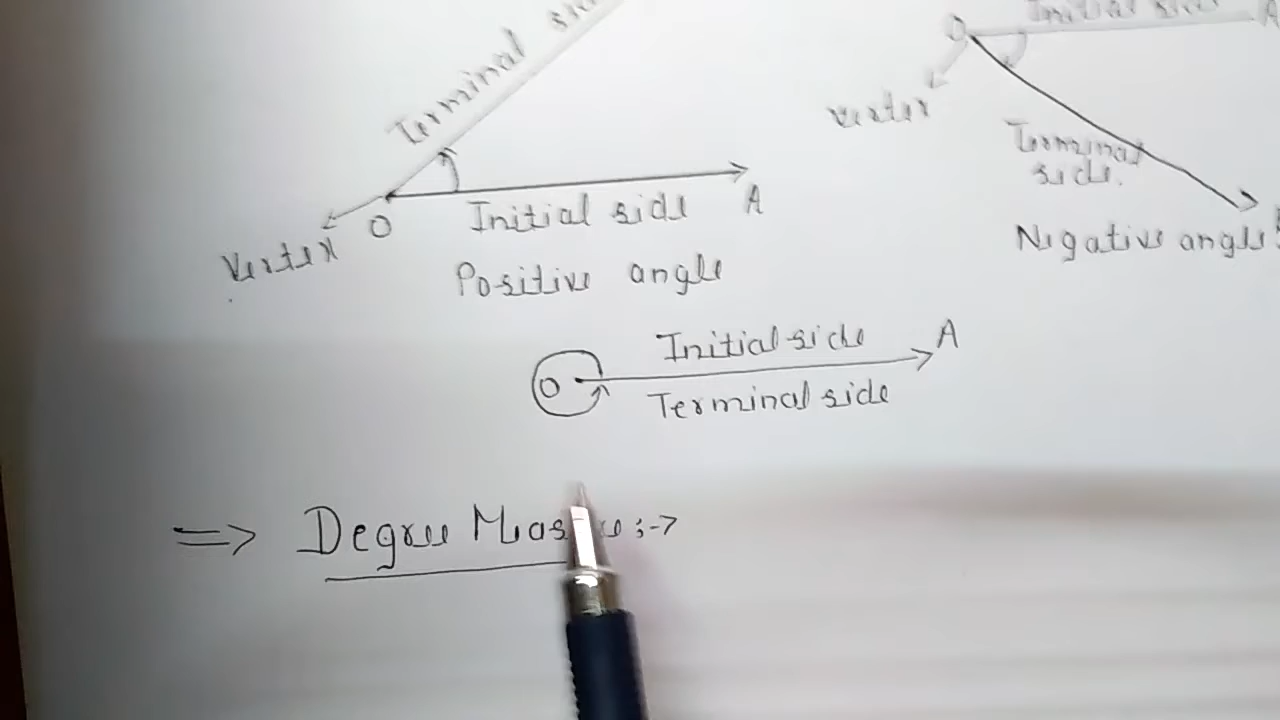 Terminal side
O
Vertex
Initial side A
Positive angle
O Initial side A
Vertex
Terminal
side.
Negative angle
Initial side A
O
Terminal side
=> Degree Measure :->